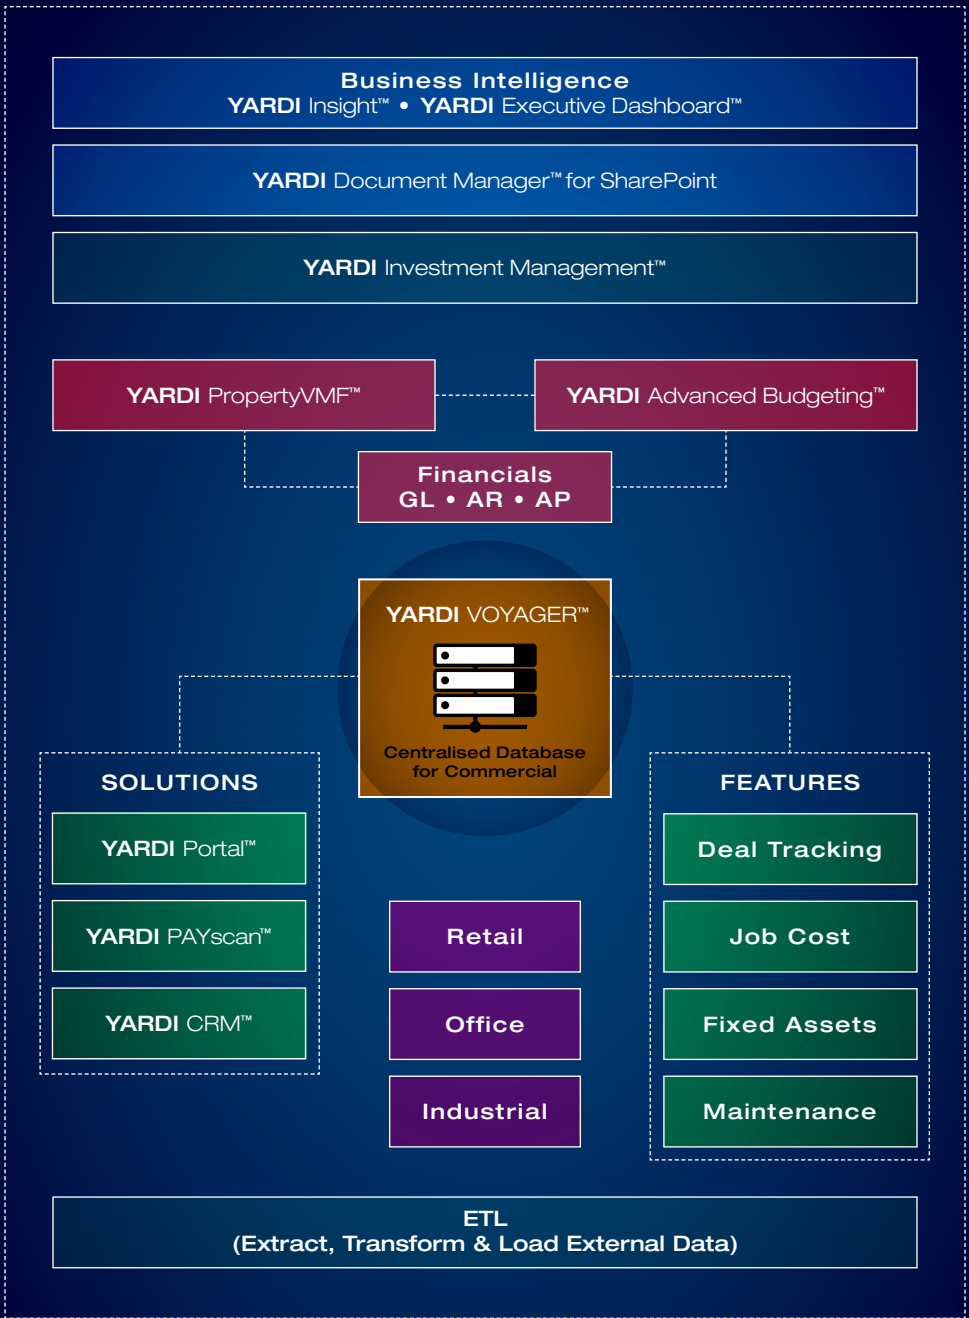 Business Intelligence
YARDI Insight™ • YARDI Executive Dashboard™
YARDI Document Manager™ for SharePoint
YARDI Investment Management™
YARDI PropertyVMF™
YARDI Advanced Budgeting™
Financials
GL • AR • AP
YARDI VOYAGER™
Centralised Database
for Commercial
SOLUTIONS
YARDI Portal™
YARDI PAYscan™
YARDI CRM™
Retail
Office
Industrial
FEATURES
Deal Tracking
Job Cost
Fixed Assets
Maintenance
ETL
(Extract, Transform & Load External Data)